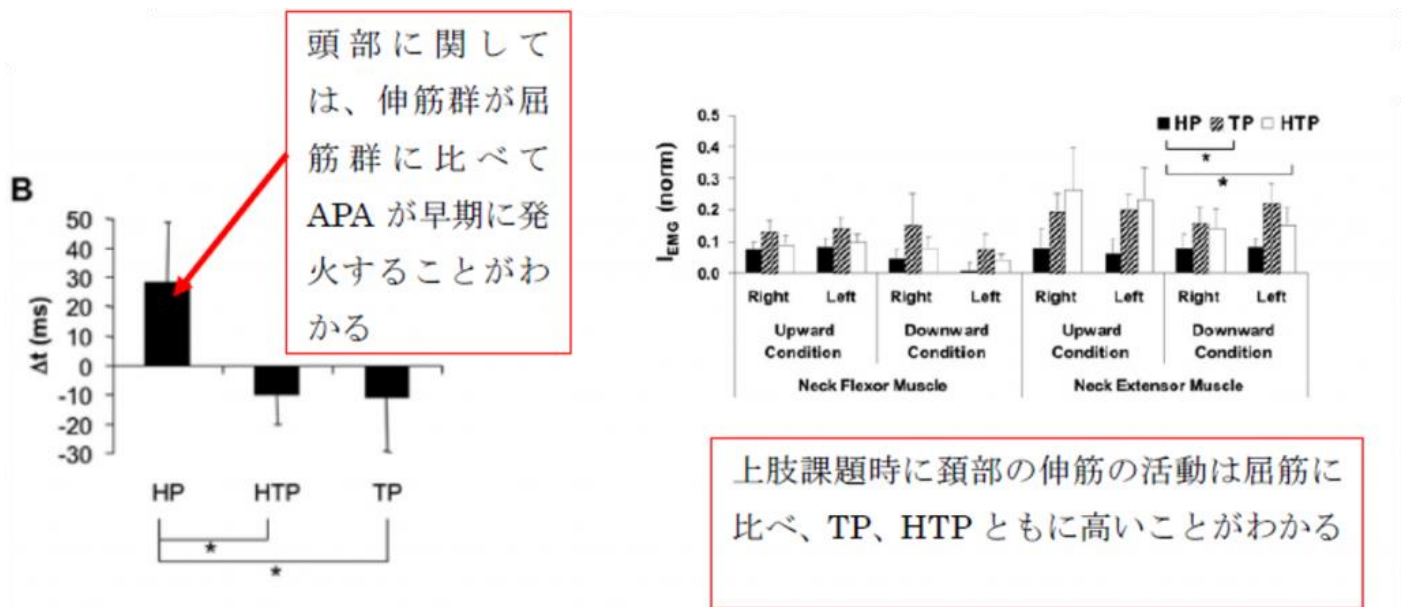 頭部に関して
は、伸筋群が屈
筋群に比べて
APA が早期に発
火することがわ
かる
B
50
40
30
20
10
0
-10
-20
-30
Δt (ms)
HP HTP TP
*
*
0.5
0.4
0.3
0.2
0.1
0.0
IEMG (norm)
HP TP HTP
*
*
Right Left Right Left Right Left Right Left
Upward Downward Upward Downward
Condition Condition Condition Condition
Neck Flexor Muscle Neck Extensor Muscle
上肢課題時に頚部の伸筋の活動は屈筋に
比べ、TP、HTP ともに高いことがわかる